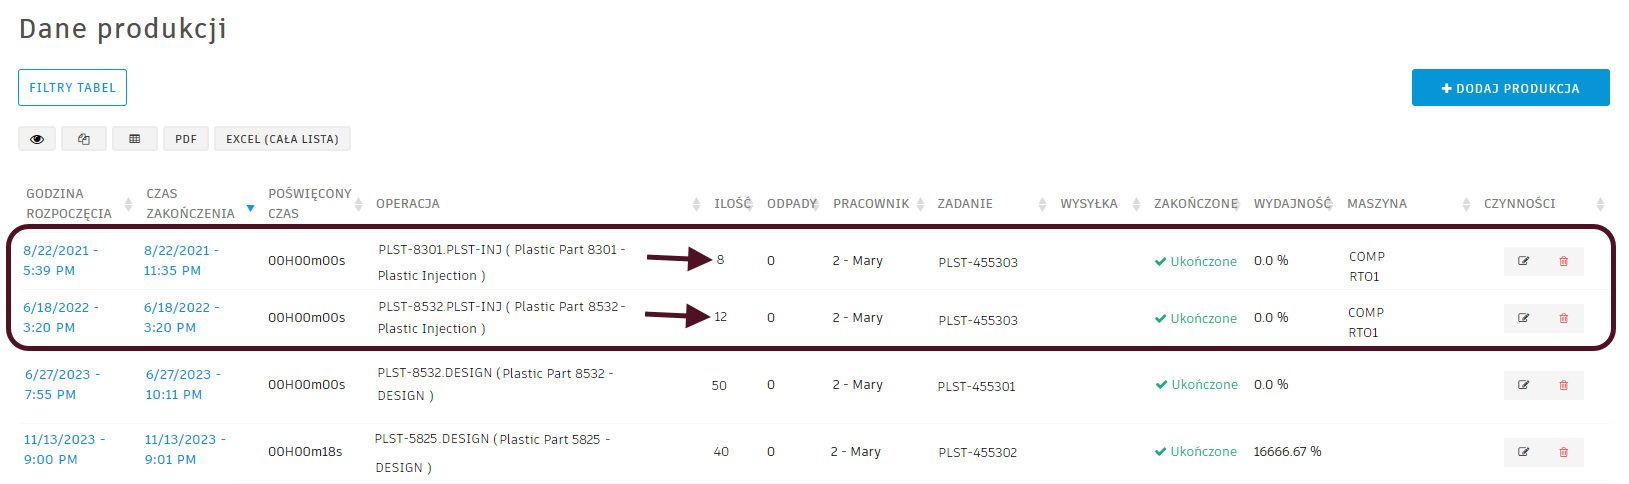 Dane produkcji
FILTRY TABEL
DODAJ PRODUKCJA
PDF EXCEL (CAŁA LISTA)
GODZINA ROZPOCZĘCIA CZAS ZAKOŃCZENIA POŚWIĘCONY CZAS OPERACJA ILOŚĆ ODPADY PRACOWNIK ZADANIE WYSYŁKA ZAKOŃCZONE WYDAJNOŚĆ MASZYNA CZYNNOŚCI
8/22/2021 - 5:39 PM 8/22/2021 - 11:35 PM 00H00m00s PLST-8301.PLST-INJ ( Plastic Part 8301 - Plastic Injection ) 8 0 2 - Mary PLST-455303 Ukończone 0.0 % COMP RTO1
6/18/2022 - 3:20 PM 6/18/2022 - 3:20 PM 00H00m00s PLST-8532.PLST-INJ ( Plastic Part 8532- Plastic Injection ) 12 0 2 - Mary PLST-455303 Ukończone 0.0 % COMP RTO1
6/27/2023 - 7:55 PM 6/27/2023 - 10:11 PM 00H00m00s PLST-8532.DESIGN ( Plastic Part 8532 - DESIGN ) 50 0 2 - Mary PLST-455301 Ukończone 0.0 %
11/13/2023 - 9:00 PM 11/13/2023 - 9:01 PM 00H00m18s PLST-5825.DESIGN ( Plastic Part 5825 - DESIGN ) 40 0 2 - Mary PLST-455302 Ukończone 16666.67 %